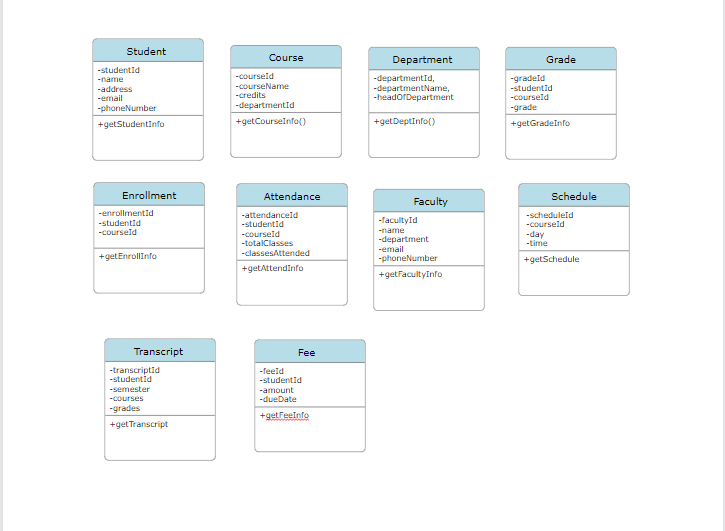 Student
-studentId
-name
-address
-email
-phoneNumber
+getStudentInfo
Course
-courseId
-courseName
-credits
-departmentId
+getCourseInfo()
Department
-departmentId,
-departmentName,
-headOfDepartment
+getDeptInfo()
Grade
-gradeId
-studentId
-courseId
-grade
+getGradeInfo
Enrollment
-enrollmentId
-studentId
-courseId
+getEnrollInfo
Attendance
-attendanceId
-studentId
-courseId
-totalClasses
-classesAttended
+getAttendInfo
Faculty
-facultyId
-name
-department
-email
-phoneNumber
+getFacultyInfo
Schedule
-scheduleId
-courseId
-day
-time
+getSchedule
Transcript
-transcriptId
-studentId
-semester
-courses
-grades
+getTranscript
Fee
-feeId
-studentId
-amount
-dueDate
+getFeeInfo